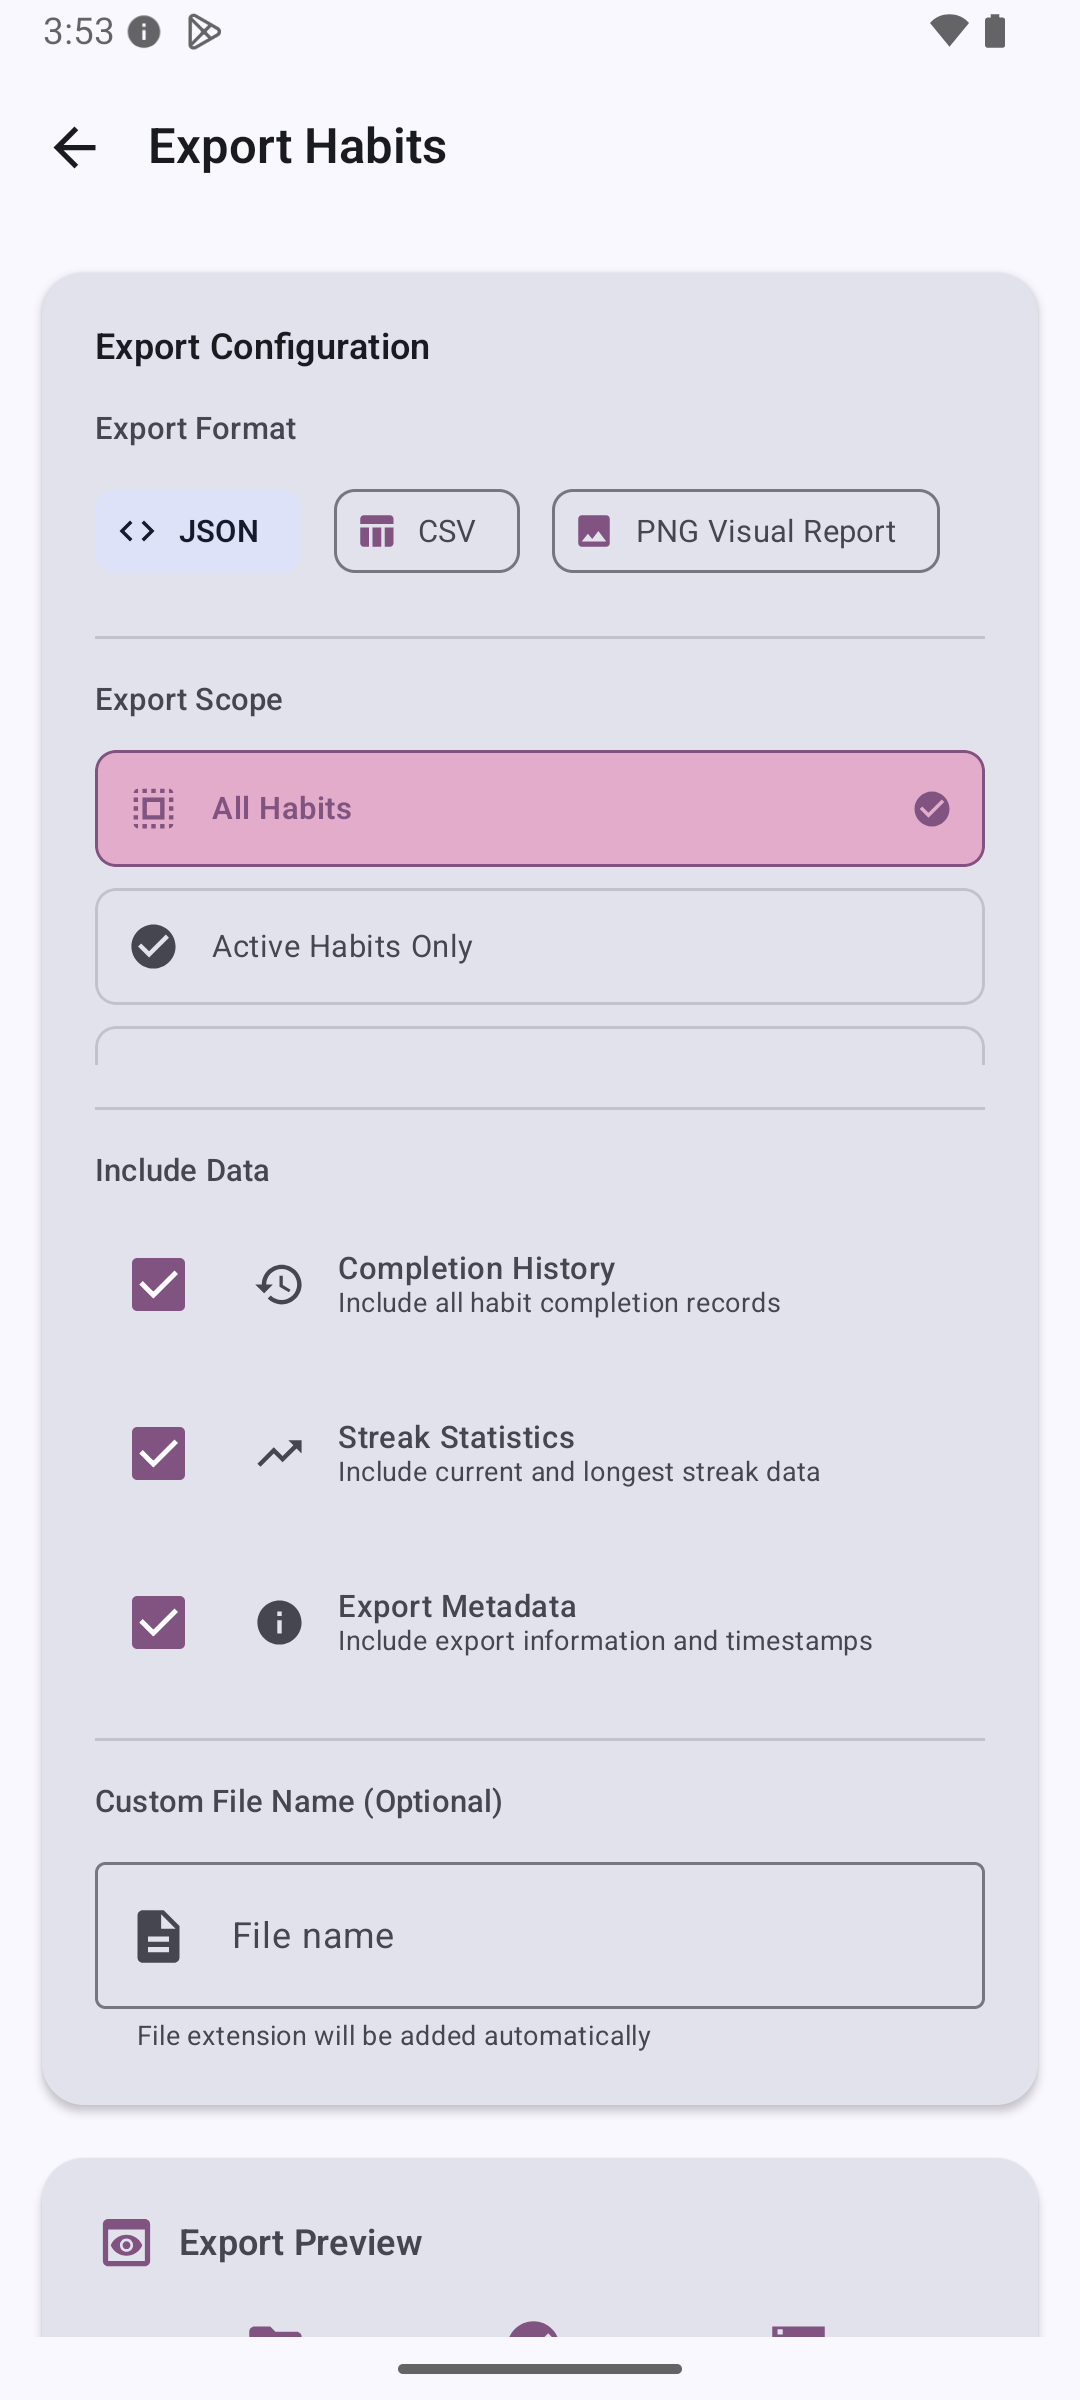 3:53
Export Habits
Export Configuration
Export Format
JSON
CSV
PNG Visual Report
Export Scope
All Habits
Active Habits Only
Include Data
Completion History
Include all habit completion records
Streak Statistics
Include current and longest streak data
Export Metadata
Include export information and timestamps
Custom File Name (Optional)
File name
File extension will be added automatically
Export Preview